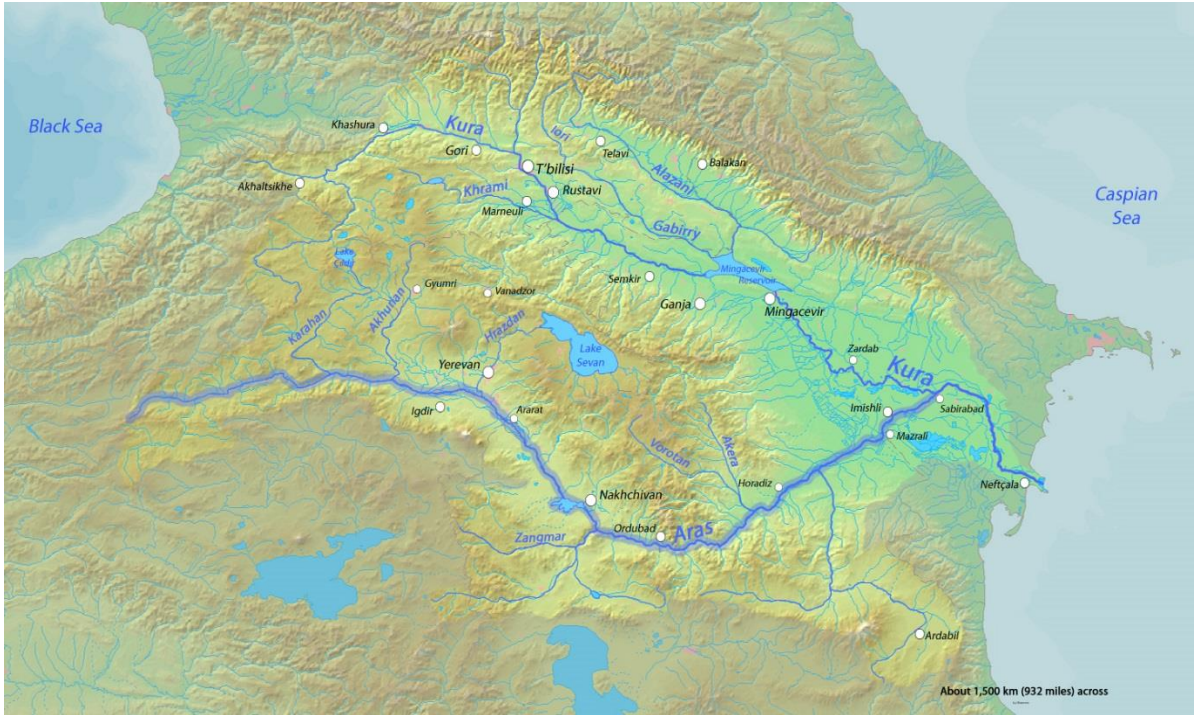 Black Sea
Khashura
Kura
Iori
Gori
T'bilisi
Telavi
Balakan
Alazani
Akhaltsikhe
Khrami
Rustavi
Marneuli
Caspian
Sea
Gabirry
Lake
Mingacevir
Reservoir
Semkir
Gyumri
Vanadzor
Ganja
Mingacevir
Karahan
Akhurian
Hrazdan
Lake
Sevan
Zardab
Yerevan
Kura
Igdir
Ararat
Imishli
Sabirabad
Mazrali
Vorotan
Akera
Horadiz
Neftçala
Nakhchivan
Ordubad
Aras
Zangmar
Ardabil
About 1,500 km (932 miles) across